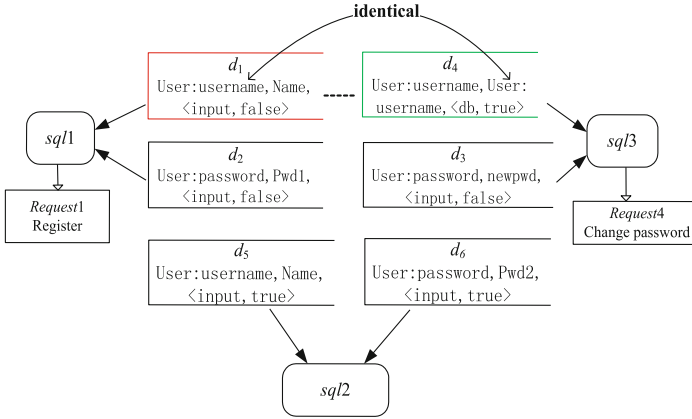 identical
d1
User:username,Name,
<input,false>
d4
User:username,User:
username,<db,true>
sql1
sql3
d2
User:password,Pwd1,
<input,false>
d3
User:password,newpwd,
<input,false>
Request1
Register
Request4
Change password
d5
User:username,Name,
<input,true>
d6
User:password,Pwd2,
<input,true>
sql2